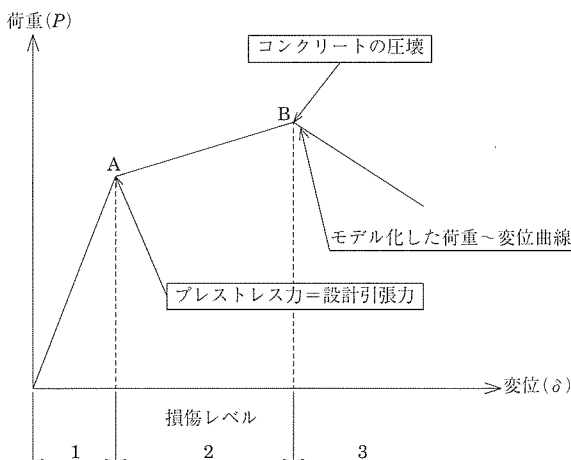 荷重(P)
コンクリートの圧壊
B
A
モデル化した荷重～変位曲線
プレストレス力＝設計引張力
変位(δ)
損傷レベル
1 2 3